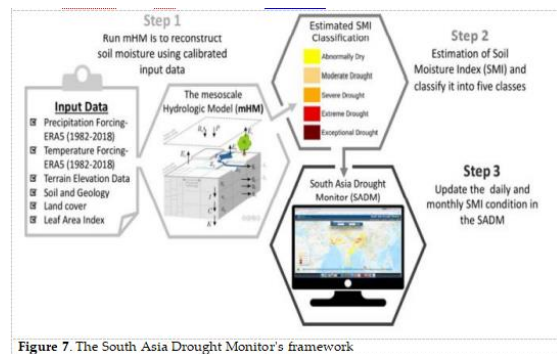 Step 1
Run mHM is to reconstruct
soil moisture using calibrated
input data
Input Data
Precipitation Forcing-
ERA5 (1982-2018)
Temperature Forcing-
ERA5 (1982-2018)
Terrain Elevation Data
Soil and Geology
Land cover
Leaf Area Index
The mesoscale
Hydrologic Model (mHM)
Estimated SMI
Classification
Abnormally Dry
Moderate Drought
Severe Drought
Extreme Drought
Exceptional Drought
Step 2
Estimation of Soil
Moisture Index (SMI) and
classify it into five classes
South Asia Drought
Monitor (SADM)
Step 3
Update the daily and
monthly SMI condition in
the SADM
Figure 7. The South Asia Drought Monitor's framework